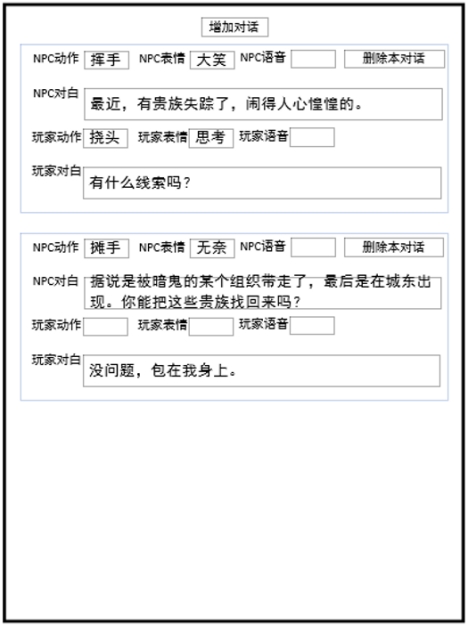 增加对话
NPC动作 挥手 NPC表情 大笑 NPC语音 删除本对话
NPC对白 最近，有贵族失踪了，闹得人心惶惶的。
玩家动作 挠头 玩家表情 思考 玩家语音
玩家对白 有什么线索吗？
NPC动作 摊手 NPC表情 无奈 NPC语音 删除本对话
NPC对白 据说是被暗鬼的某个组织带走了，最后是在城东出
现。你能把这些贵族找回来吗？
玩家动作 玩家表情 玩家语音
玩家对白 没问题，包在我身上。